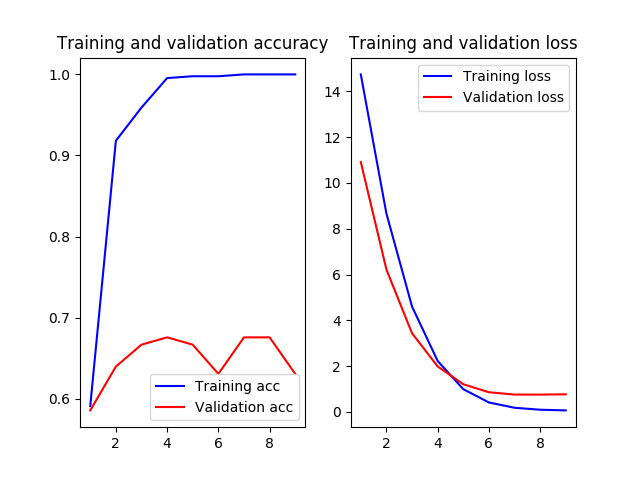 Training and validation accuracy
1.0
0.9
0.8
0.7
0.6
2 4 6 8
Training acc
Validation acc
Training and validation loss
14
12
10
8
6
4
2
0
2 4 6 8
Training loss
Validation loss